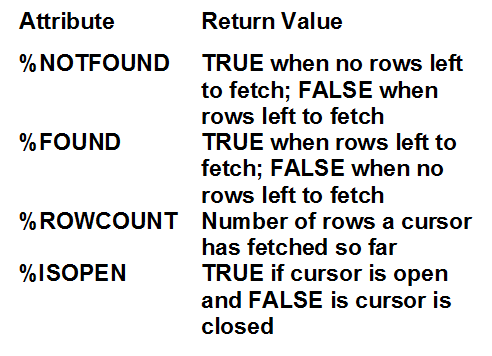 Attribute Return Value
%NOTFOUND TRUE when no rows left
to fetch; FALSE when
rows left to fetch
%FOUND TRUE when rows left to
fetch; FALSE when no
rows left to fetch
%ROWCOUNT Number of rows a cursor
has fetched so far
%ISOPEN TRUE if cursor is open
and FALSE is cursor is
closed